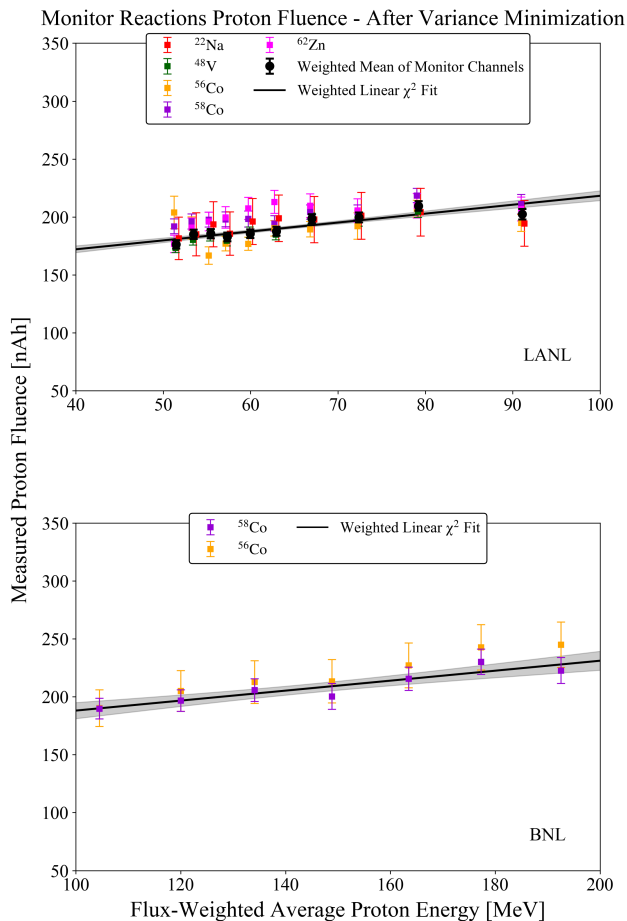 Monitor Reactions Proton Fluence - After Variance Minimization
²²Na
⁴⁸V
⁵⁶Co
⁵⁸Co
⁶²Zn
Weighted Mean of Monitor Channels
Weighted Linear χ² Fit
350
300
250
200
150
100
50
LANL
40
50
60
70
80
90
100
Measured Proton Fluence [nAh]
⁵⁸Co
⁵⁶Co
Weighted Linear χ² Fit
350
300
250
200
150
100
50
BNL
100
120
140
160
180
200
Flux-Weighted Average Proton Energy [MeV]